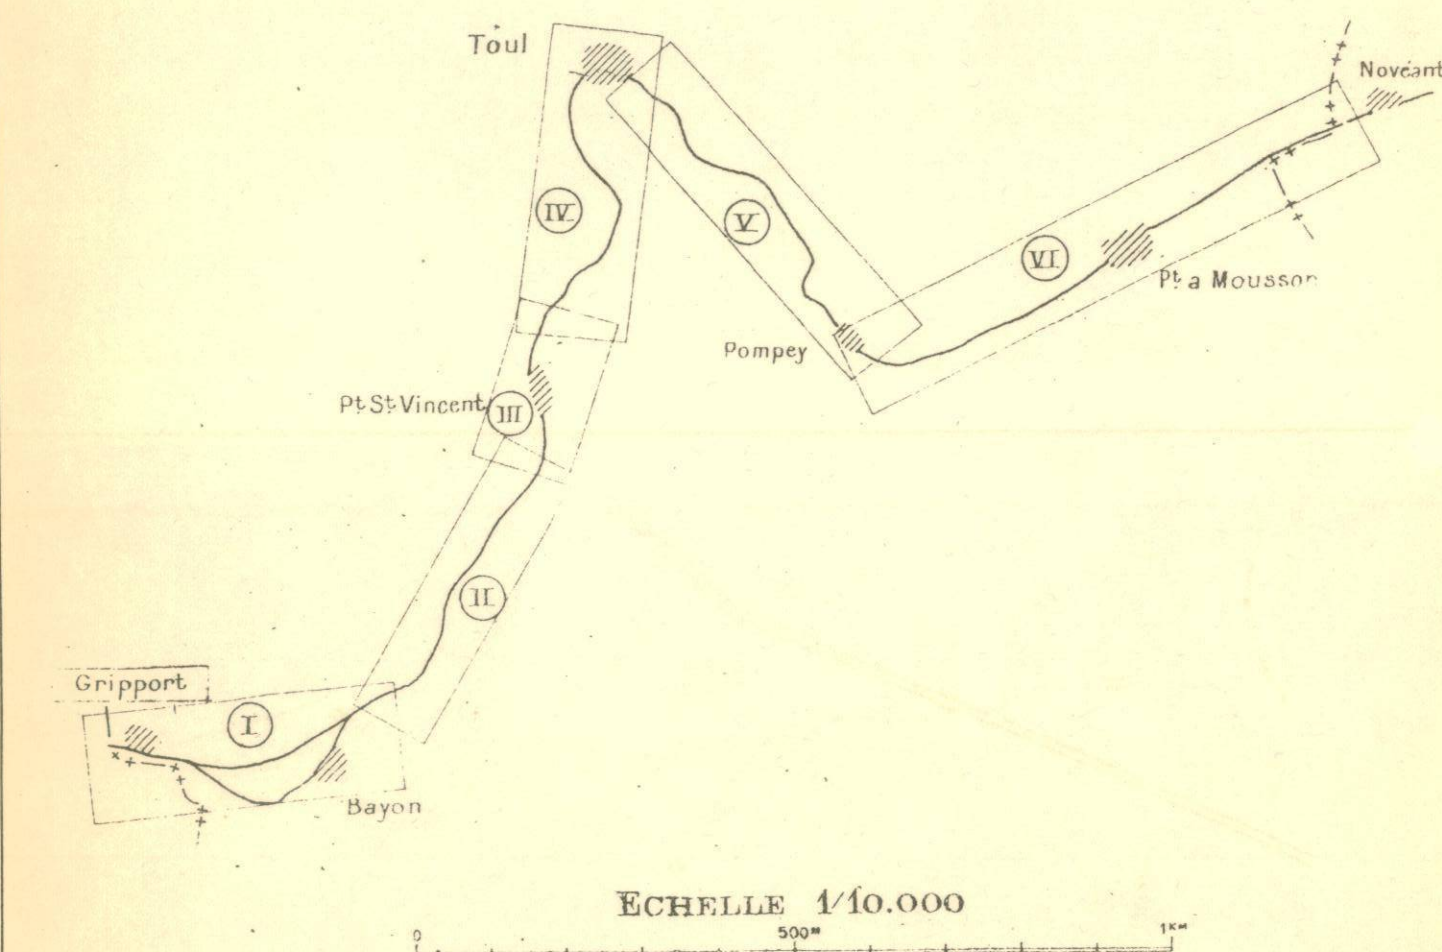 Toul
Novéant
IV
V
VI
Pt. a Mousson
Pompey
Pt. St. Vincent
III
II
Gripport
I
Bayon
ECHELLE 1/10.000
0 500M 1KM